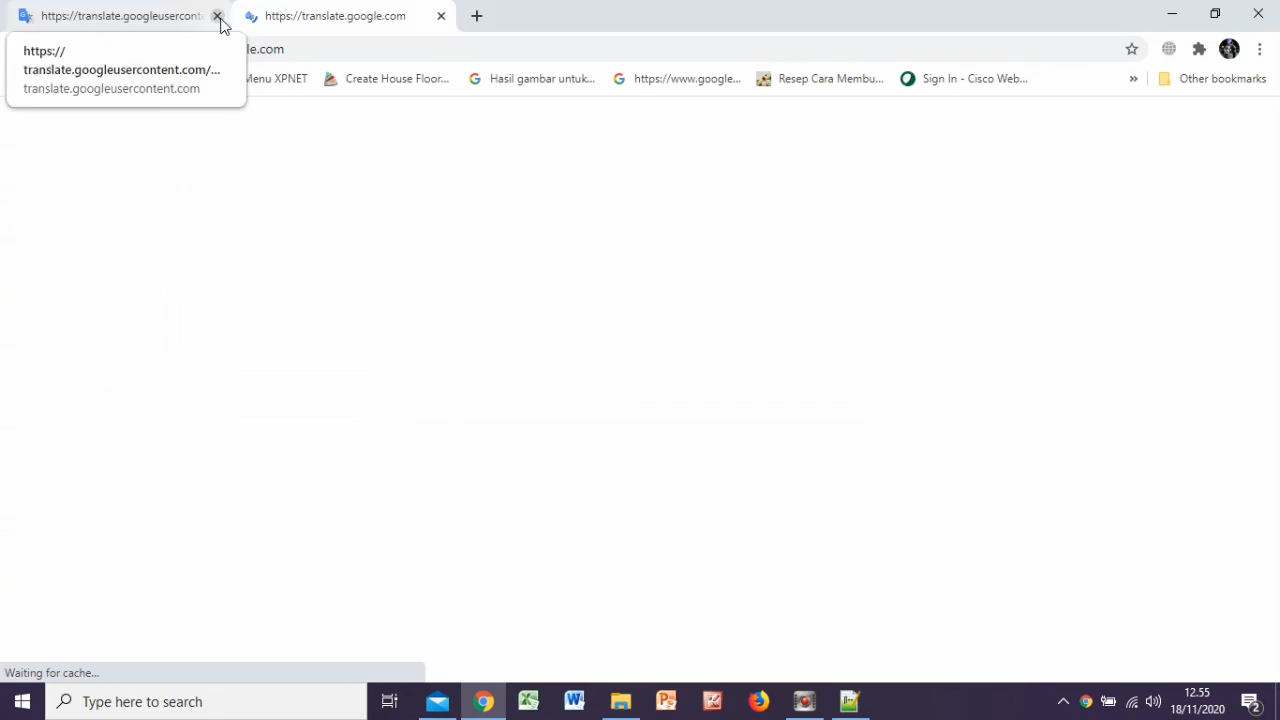 https://translate.googleusercont
https://translate.google.com
https://
translate.googleusercontent.com/...
translate.googleusercontent.com
le.com
Menu XPNET
Create House Floor...
Hasil gambar untuk...
https://www.google...
Resep Cara Membu...
Sign In - Cisco Web...
»
Other bookmarks
Waiting for cache...
Type here to search
12.55
18/11/2020
2